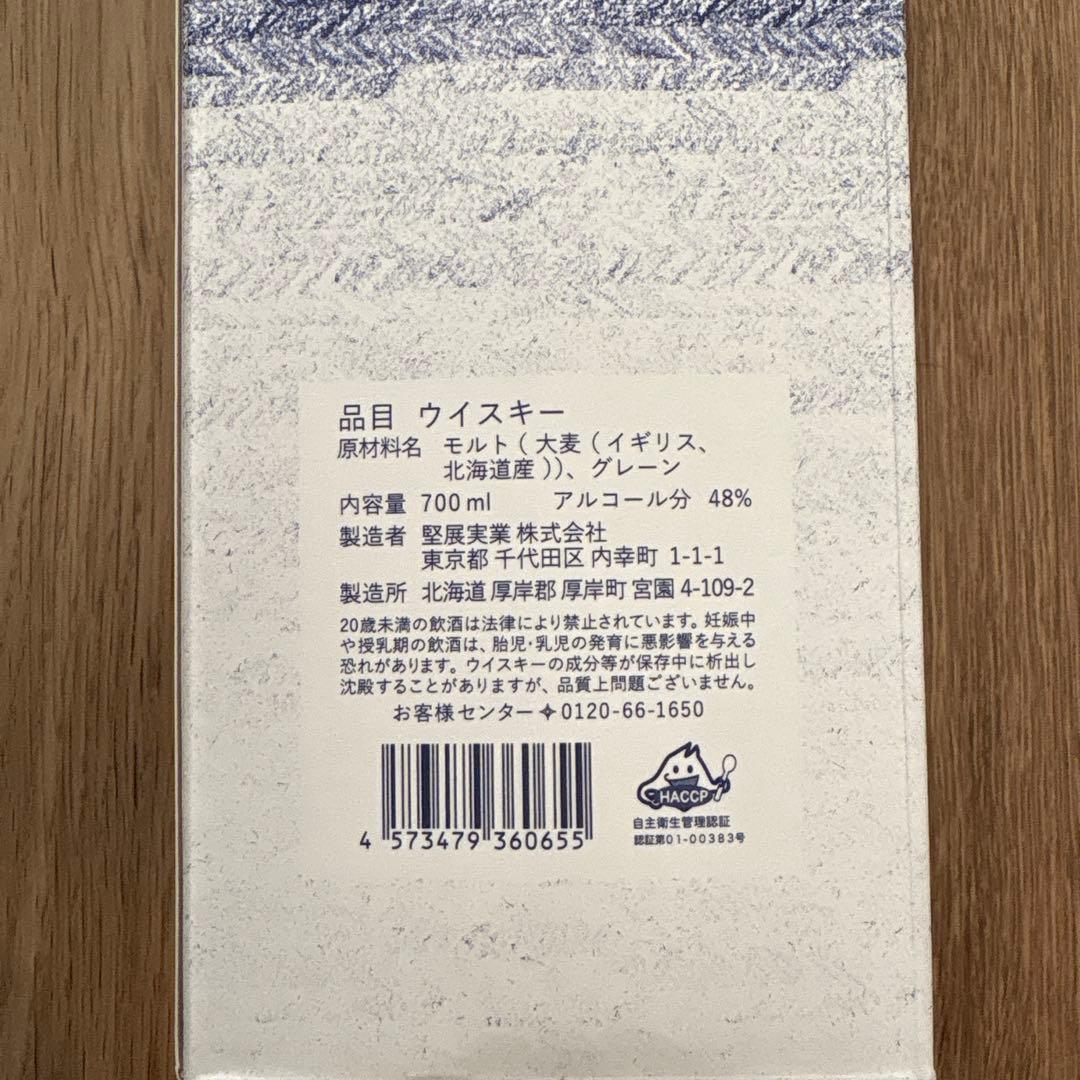 品目 ウイスキー
原材料名 モルト(大麦(イギリス、
北海道産))、グレーン
内容量 700ml アルコール分 48%
製造者 堅展実業 株式会社
東京都 千代田区 内幸町 1-1-1
製造所 北海道 厚岸郡 厚岸町 宮園 4-109-2
20歳未満の飲酒は法律により禁止されています。妊娠中
や授乳期の飲酒は、胎児・乳児の発育に悪影響を与える
恐れがあります。ウイスキーの成分等が保存中に析出し
沈殿することがありますが、品質上問題ございません。
お客様センター✧0120-66-1650
4 573479 360655
HACCP
自主衛生管理認証
認証第01-00383号